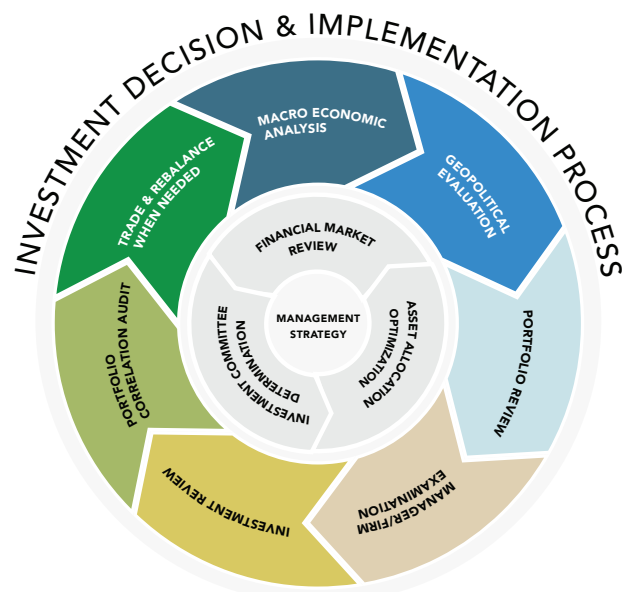 INVESTMENT DECISION & IMPLEMENTATION PROCESS
MACRO ECONOMIC
ANALYSIS
GEOPOLITICAL
EVALUATION
PORTFOLIO REVIEW
MANAGER/FIRM
EXAMINATION
INVESTMENT REVIEW
PORTFOLIO
CORRELATION AUDIT
TRADE & REBALANCE
WHEN NEEDED
FINANCIAL MARKET
REVIEW
ASSET ALLOCATION
OPTIMIZATION
INVESTMENT COMMITTEE
DETERMINATION
MANAGEMENT
STRATEGY